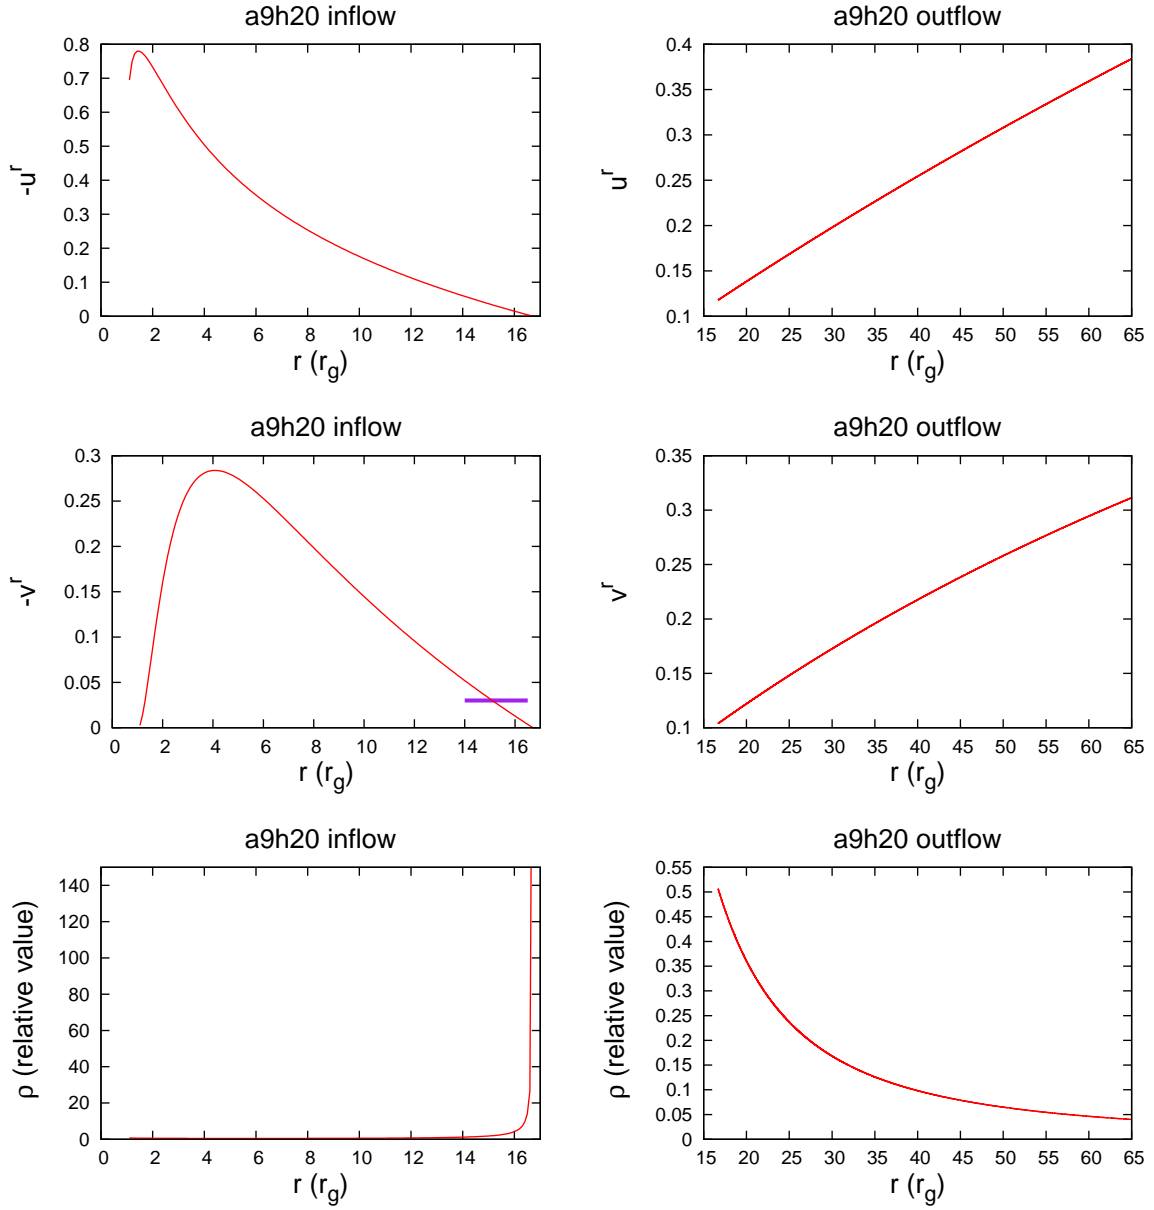 a9h20 inflow
-u^r
0.8
0.7
0.6
0.5
0.4
0.3
0.2
0.1
0
0 2 4 6 8 10 12 14 16
r (r_g)
a9h20 outflow
u^r
0.4
0.35
0.3
0.25
0.2
0.15
0.1
15 20 25 30 35 40 45 50 55 60 65
r (r_g)
a9h20 inflow
-v^r
0.3
0.25
0.2
0.15
0.1
0.05
0
0 2 4 6 8 10 12 14 16
r (r_g)
a9h20 outflow
v^r
0.35
0.3
0.25
0.2
0.15
0.1
15 20 25 30 35 40 45 50 55 60 65
r (r_g)
a9h20 inflow
ρ (relative value)
140
120
100
80
60
40
20
0
0 2 4 6 8 10 12 14 16
r (r_g)
a9h20 outflow
ρ (relative value)
0.55
0.5
0.45
0.4
0.35
0.3
0.25
0.2
0.15
0.1
0.05
0
15 20 25 30 35 40 45 50 55 60 65
r (r_g)